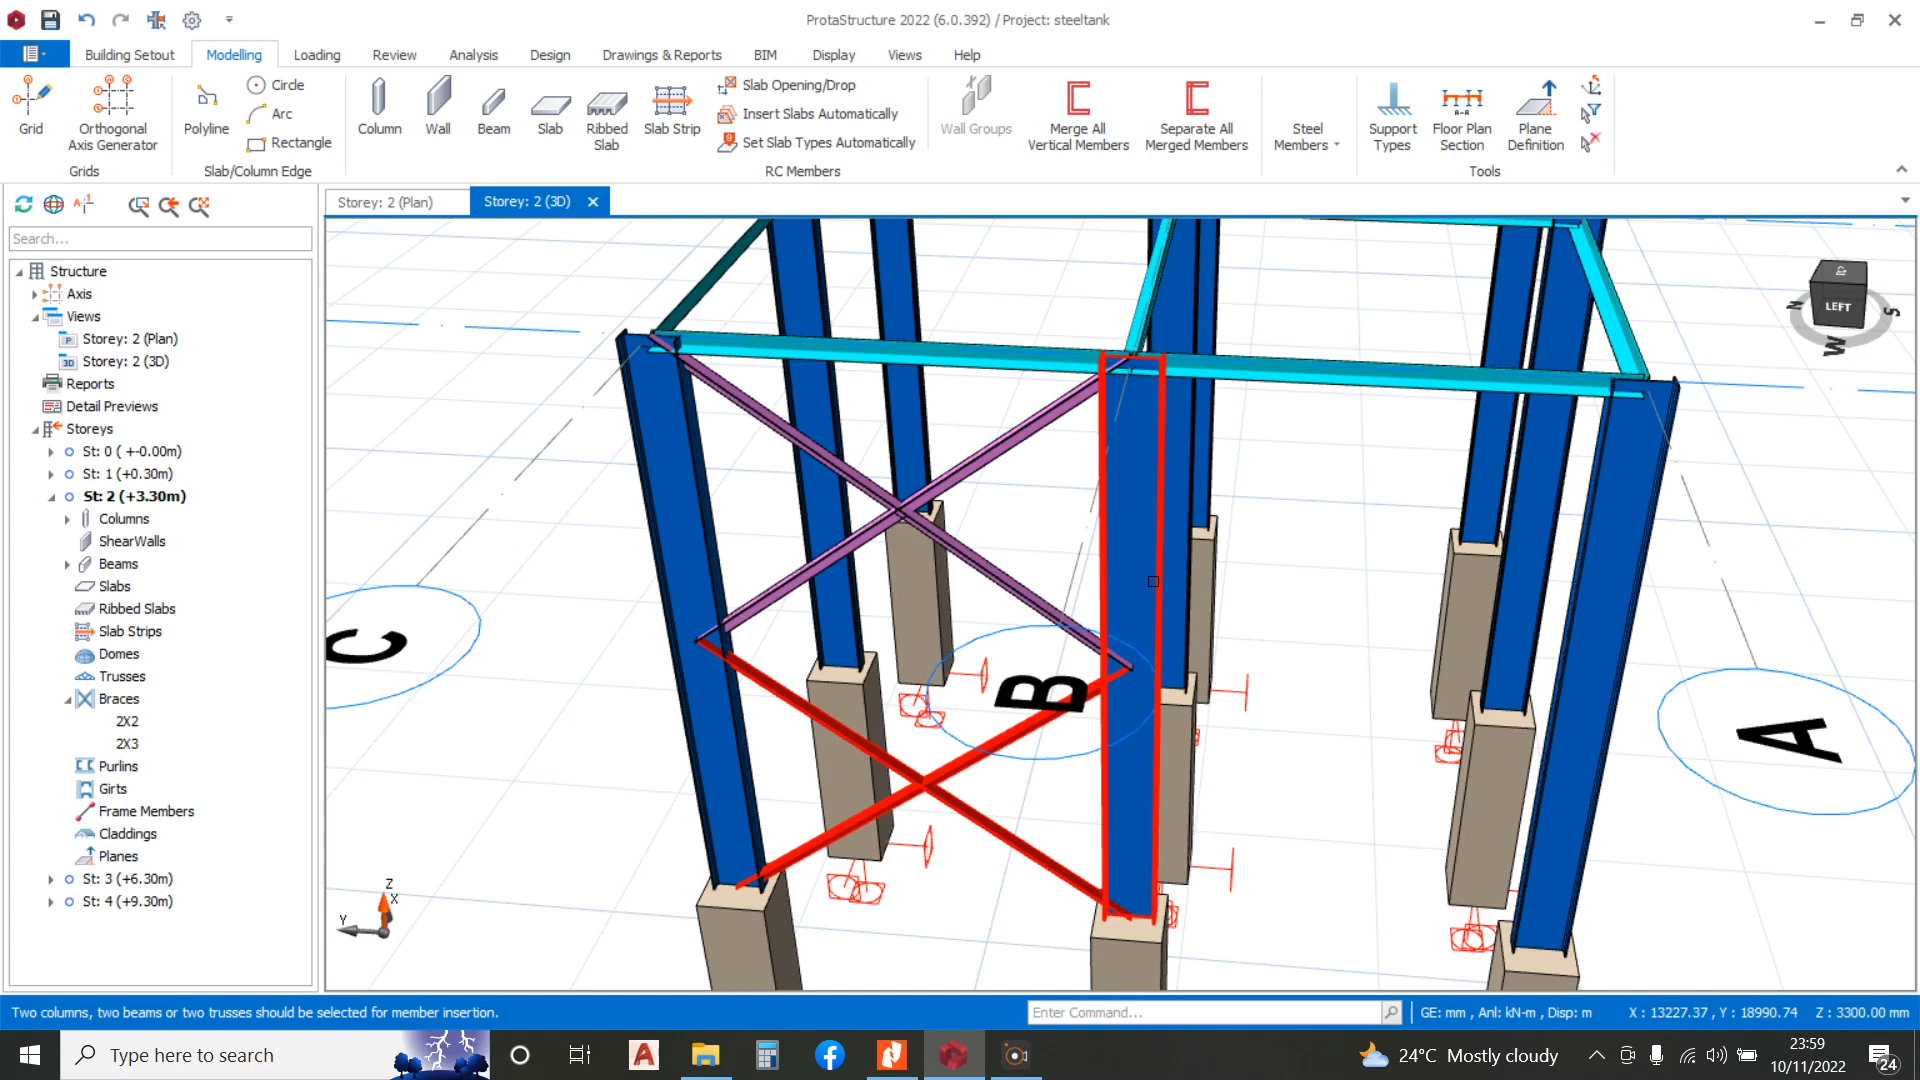 ProtaStructure 2022 (6.0.392) / Project: steeltank
Building Setout Modelling Loading Review Analysis Design Drawings & Reports BIM Display Views Help
Grid
Orthogonal
Axis Generator
Grids
Polyline
Circle
Arc
Rectangle
Slab/Column Edge
Column
Wall
Beam
Slab
Ribbed
Slab
Slab Strip
Slab Opening/Drop
Insert Slabs Automatically
Set Slab Types Automatically
RC Members
Wall Groups
Merge All
Vertical Members
Separate All
Merged Members
Steel
Members
Support
Types
Floor Plan
Section
Plane
Definition
Tools
Storey: 2 (Plan)
Storey: 2 (3D)
Search...
Structure
Axis
Views
Storey: 2 (Plan)
Storey: 2 (3D)
Reports
Detail Previews
Storeys
St: 0 ( +-0.00m)
St: 1 (+0.30m)
St: 2 (+3.30m)
Columns
ShearWalls
Beams
Slabs
Ribbed Slabs
Slab Strips
Domes
Trusses
Braces
2X2
2X3
Purlins
Girts
Frame Members
Claddings
Planes
St: 3 (+6.30m)
St: 4 (+9.30m)
LEFT
N
S
W
C
B
A
Z
X
Y
Two columns, two beams or two trusses should be selected for member insertion.
Enter Command...
GE: mm , Anl: kN-m , Disp: m
X : 13227.37 , Y : 18990.74
Z : 3300.00 mm
Type here to search
24°C Mostly cloudy
23:59
10/11/2022
24